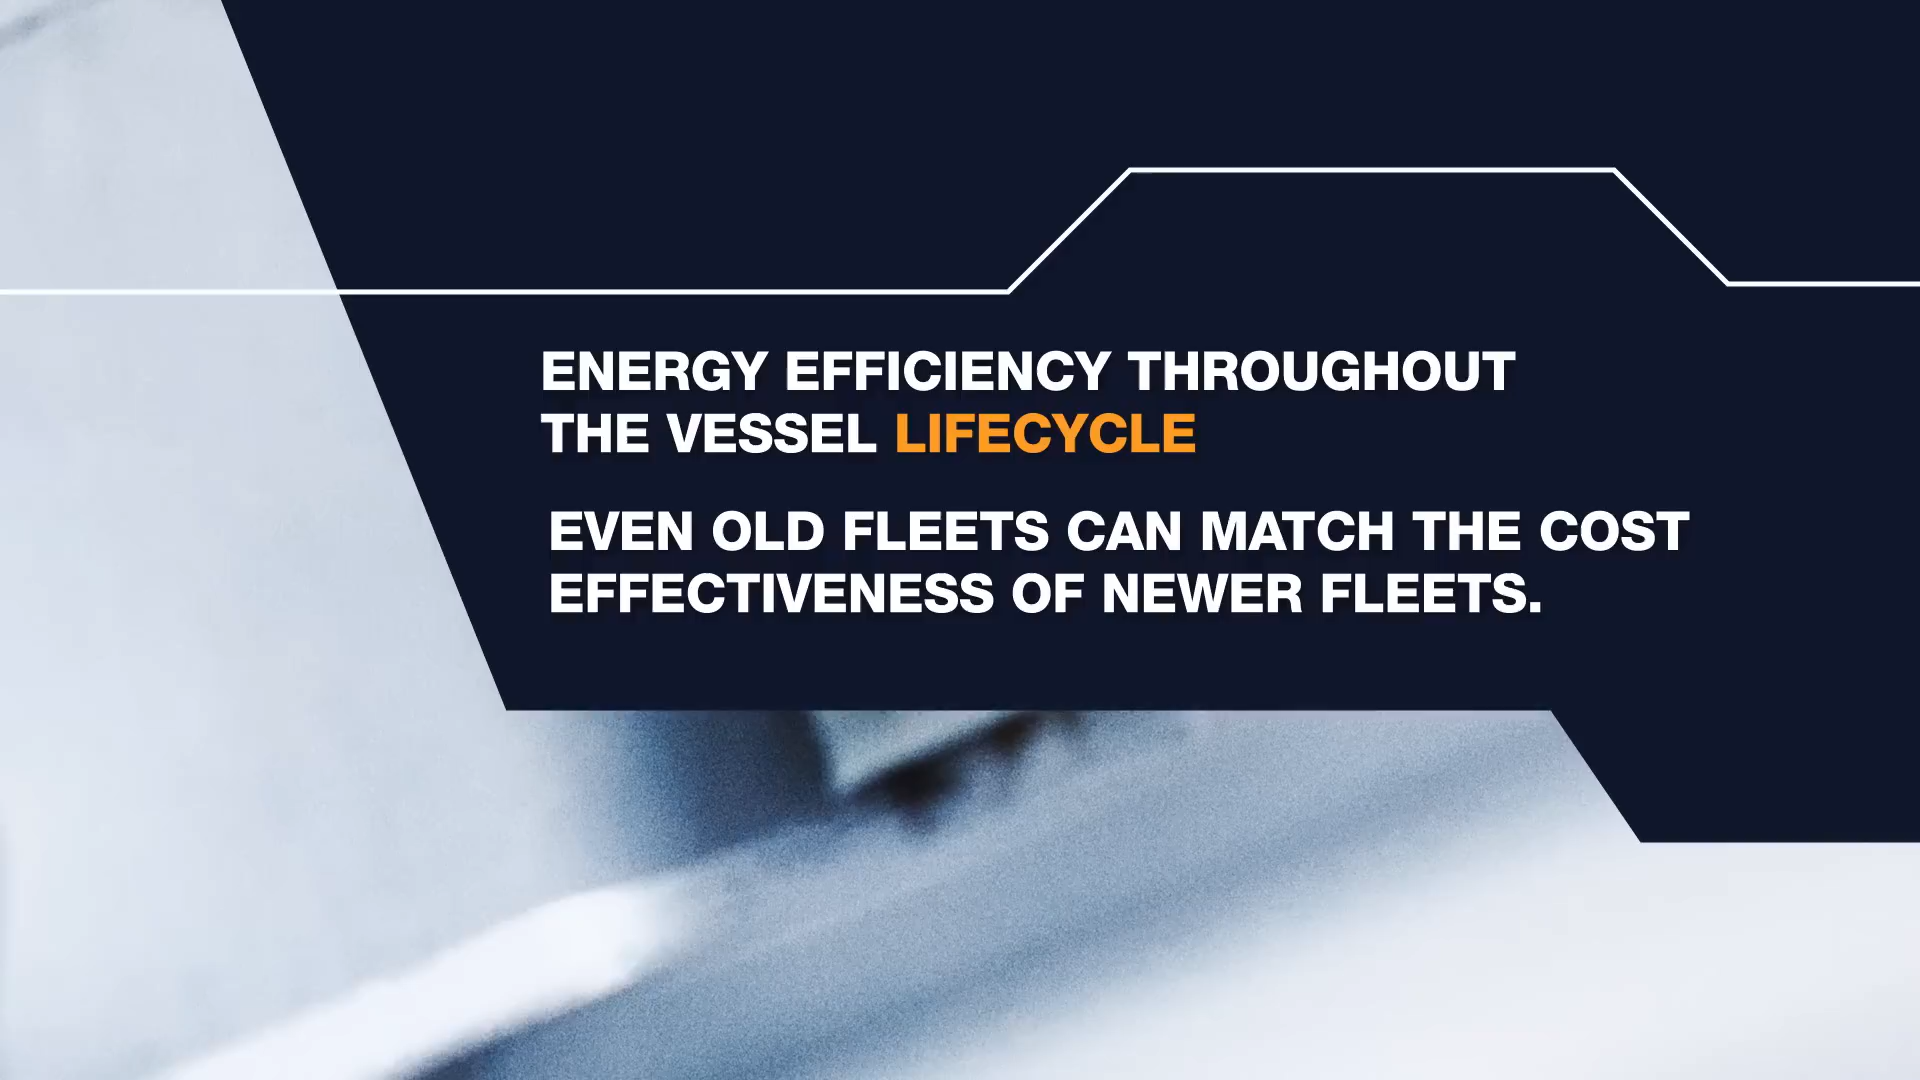 ENERGY EFFICIENCY THROUGHOUT
THE VESSEL LIFECYCLE
EVEN OLD FLEETS CAN MATCH THE COST
EFFECTIVENESS OF NEWER FLEETS.